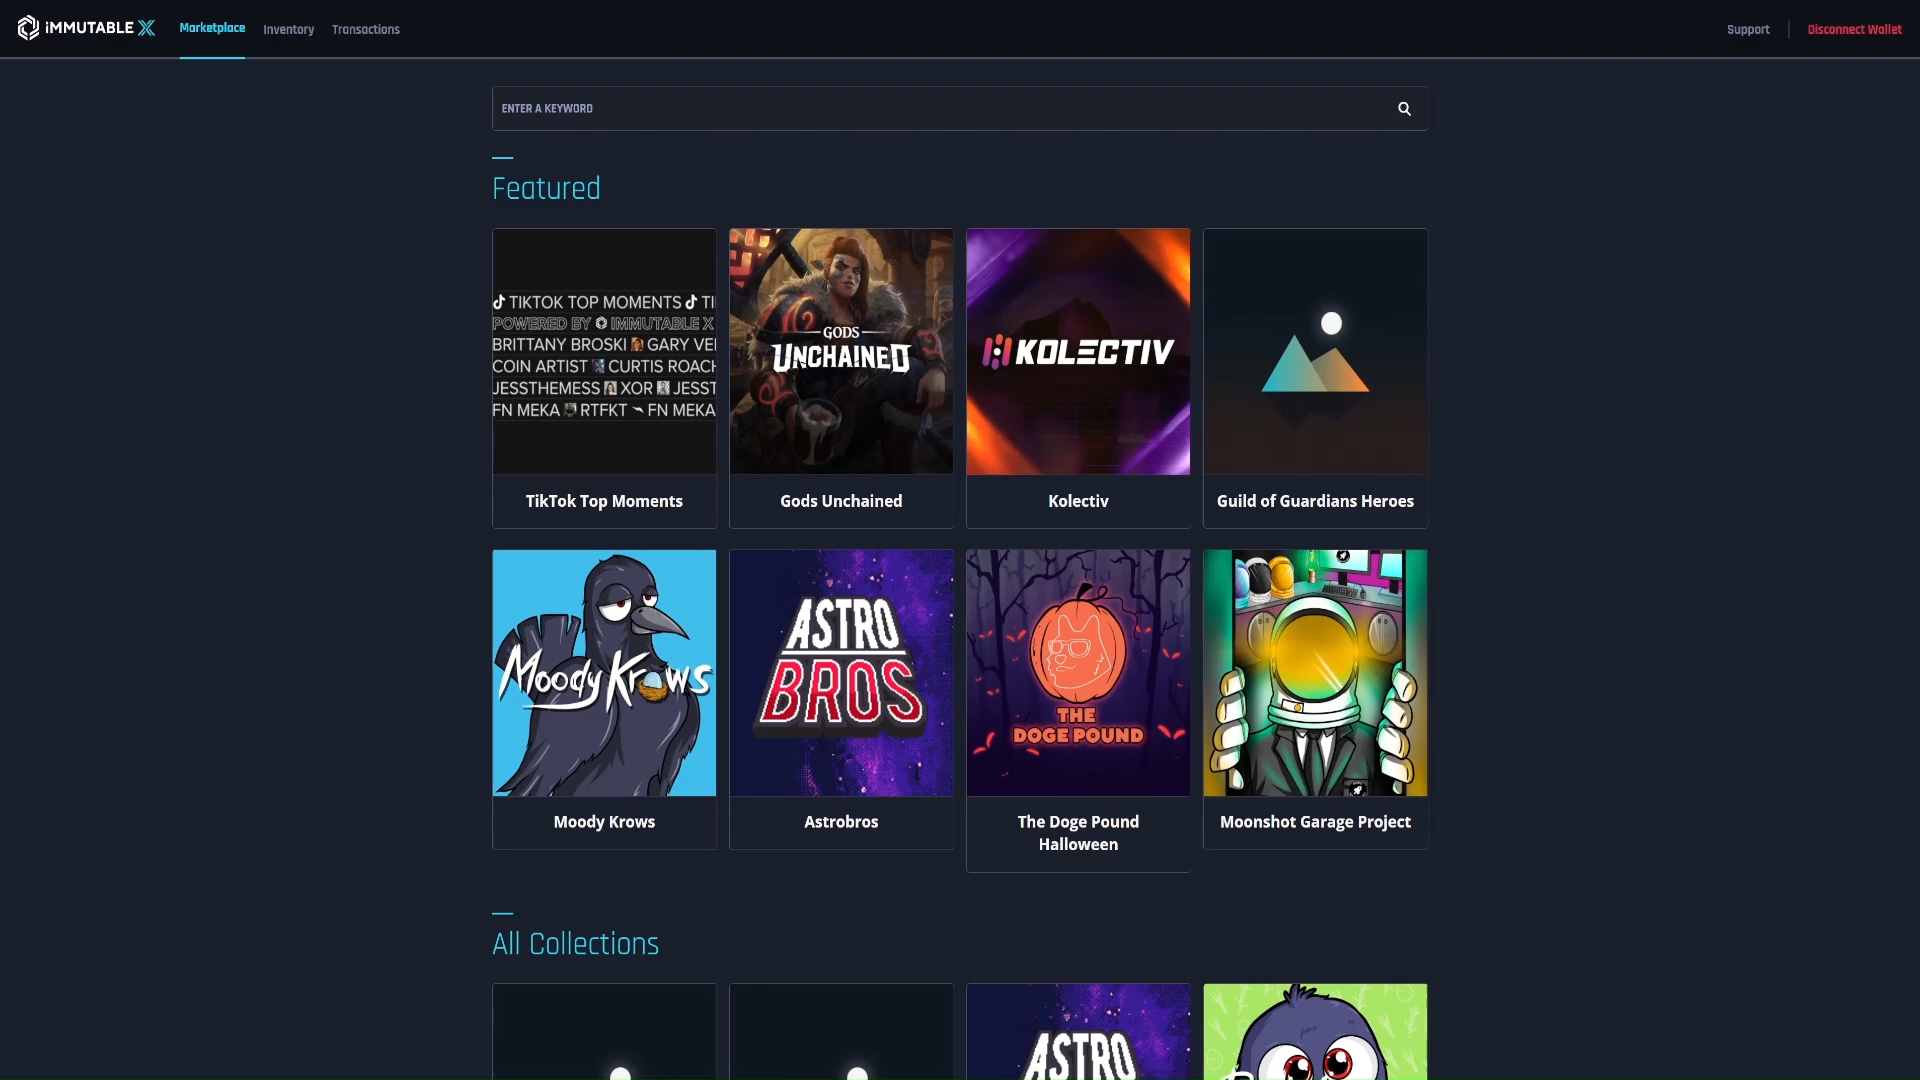 iMMUTABLE X
Marketplace
Inventory
Transactions
Support
Disconnect Wallet
ENTER A KEYWORD
Featured
TIKTOK TOP MOMENTS
POWERED BY IMMUTABLE X
BRITTANY BROSKI GARY VE
COIN ARTIST CURTIS ROACH
JESSTHEMESS XOR JESST
FN MEKA RTFKT FN MEKA
TikTok Top Moments
GODS
UNCHAINED
Gods Unchained
KOLECTIV
Kolectiv
Guild of Guardians Heroes
Moody Krows
Moody Krows
ASTRO
BROS
Astrobros
THE
DOGE POUND
The Doge Pound
Halloween
Moonshot Garage Project
All Collections
ASTRO